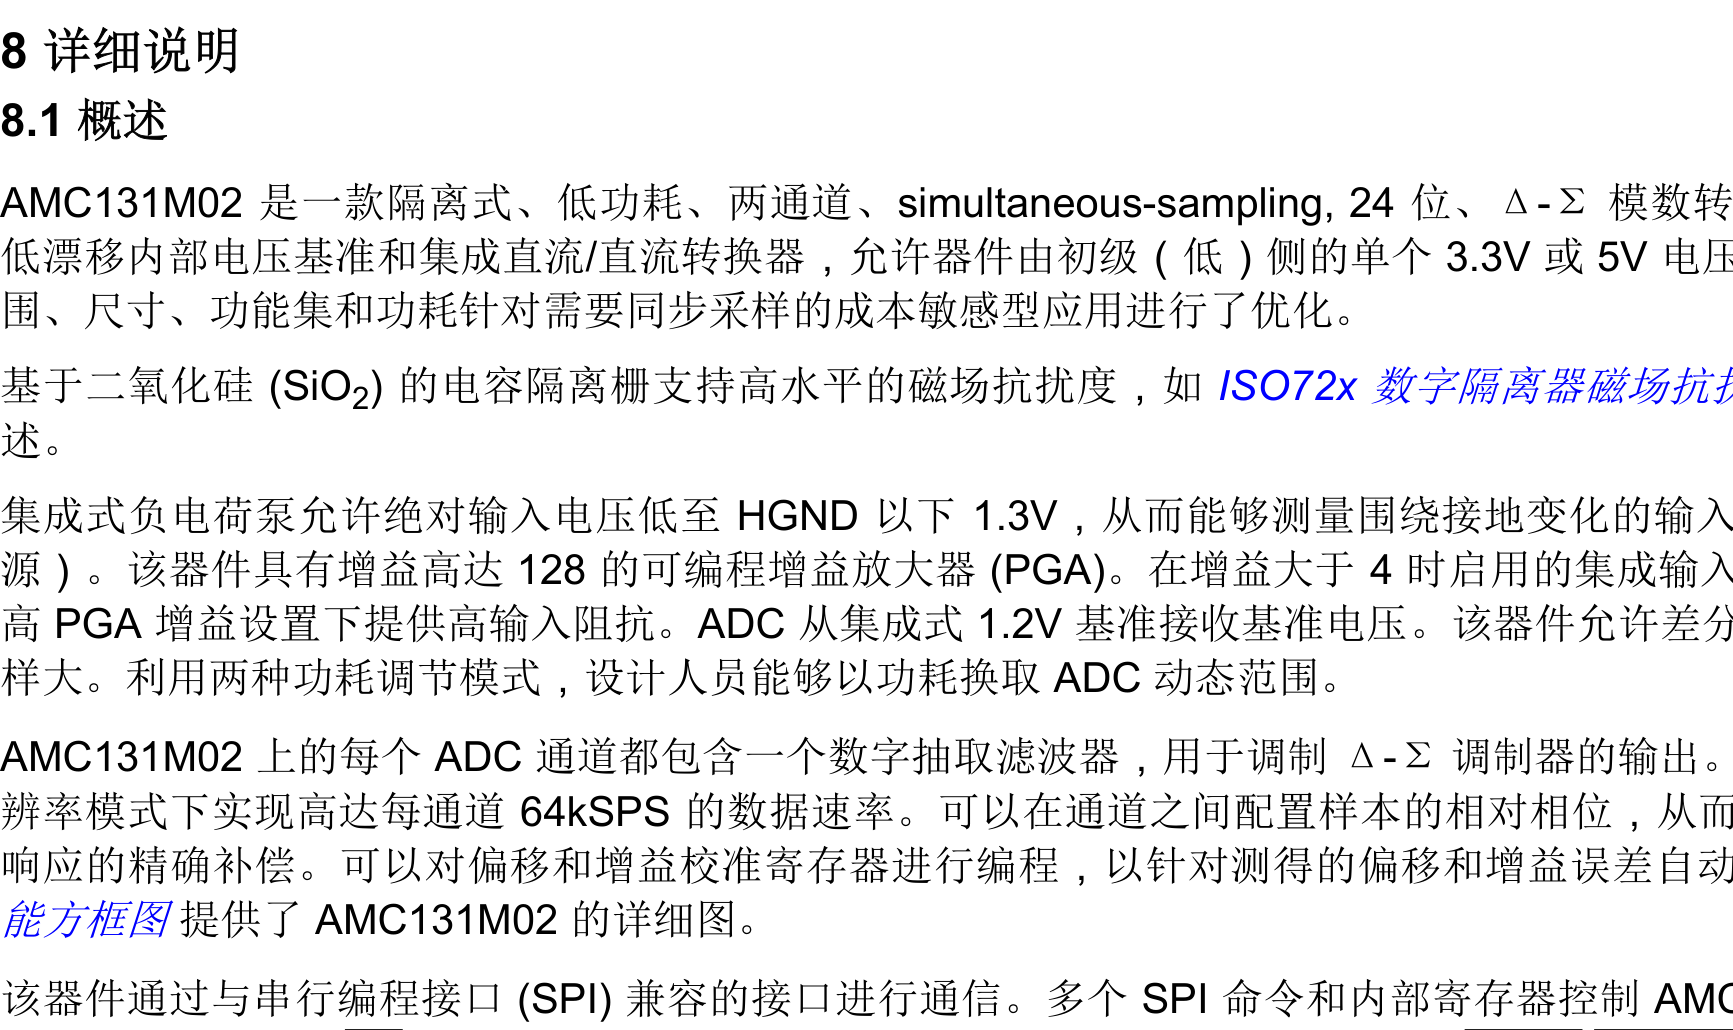 8 详细说明
8.1 概述
AMC131M02 是一款隔离式、低功耗、两通道、simultaneous-sampling, 24 位、Δ-Σ 模数转
低漂移内部电压基准和集成直流/直流转换器，允许器件由初级（低）侧的单个 3.3V 或 5V 电压
围、尺寸、功能集和功耗针对需要同步采样的成本敏感型应用进行了优化。
基于二氧化硅 (SiO2) 的电容隔离栅支持高水平的磁场抗扰度，如 ISO72x 数字隔离器磁场抗扰
述。
集成式负电荷泵允许绝对输入电压低至 HGND 以下 1.3V，从而能够测量围绕接地变化的输入
源）。该器件具有增益高达 128 的可编程增益放大器 (PGA)。在增益大于 4 时启用的集成输入
高 PGA 增益设置下提供高输入阻抗。ADC 从集成式 1.2V 基准接收基准电压。该器件允许差分
样大。利用两种功耗调节模式，设计人员能够以功耗换取 ADC 动态范围。
AMC131M02 上的每个 ADC 通道都包含一个数字抽取滤波器，用于调制 Δ-Σ 调制器的输出。
辨率模式下实现高达每通道 64kSPS 的数据速率。可以在通道之间配置样本的相对相位，从而
响应的精确补偿。可以对偏移和增益校准寄存器进行编程，以针对测得的偏移和增益误差自动
能方框图 提供了 AMC131M02 的详细图。
该器件通过与串行编程接口 (SPI) 兼容的接口进行通信。多个 SPI 命令和内部寄存器控制 AMC